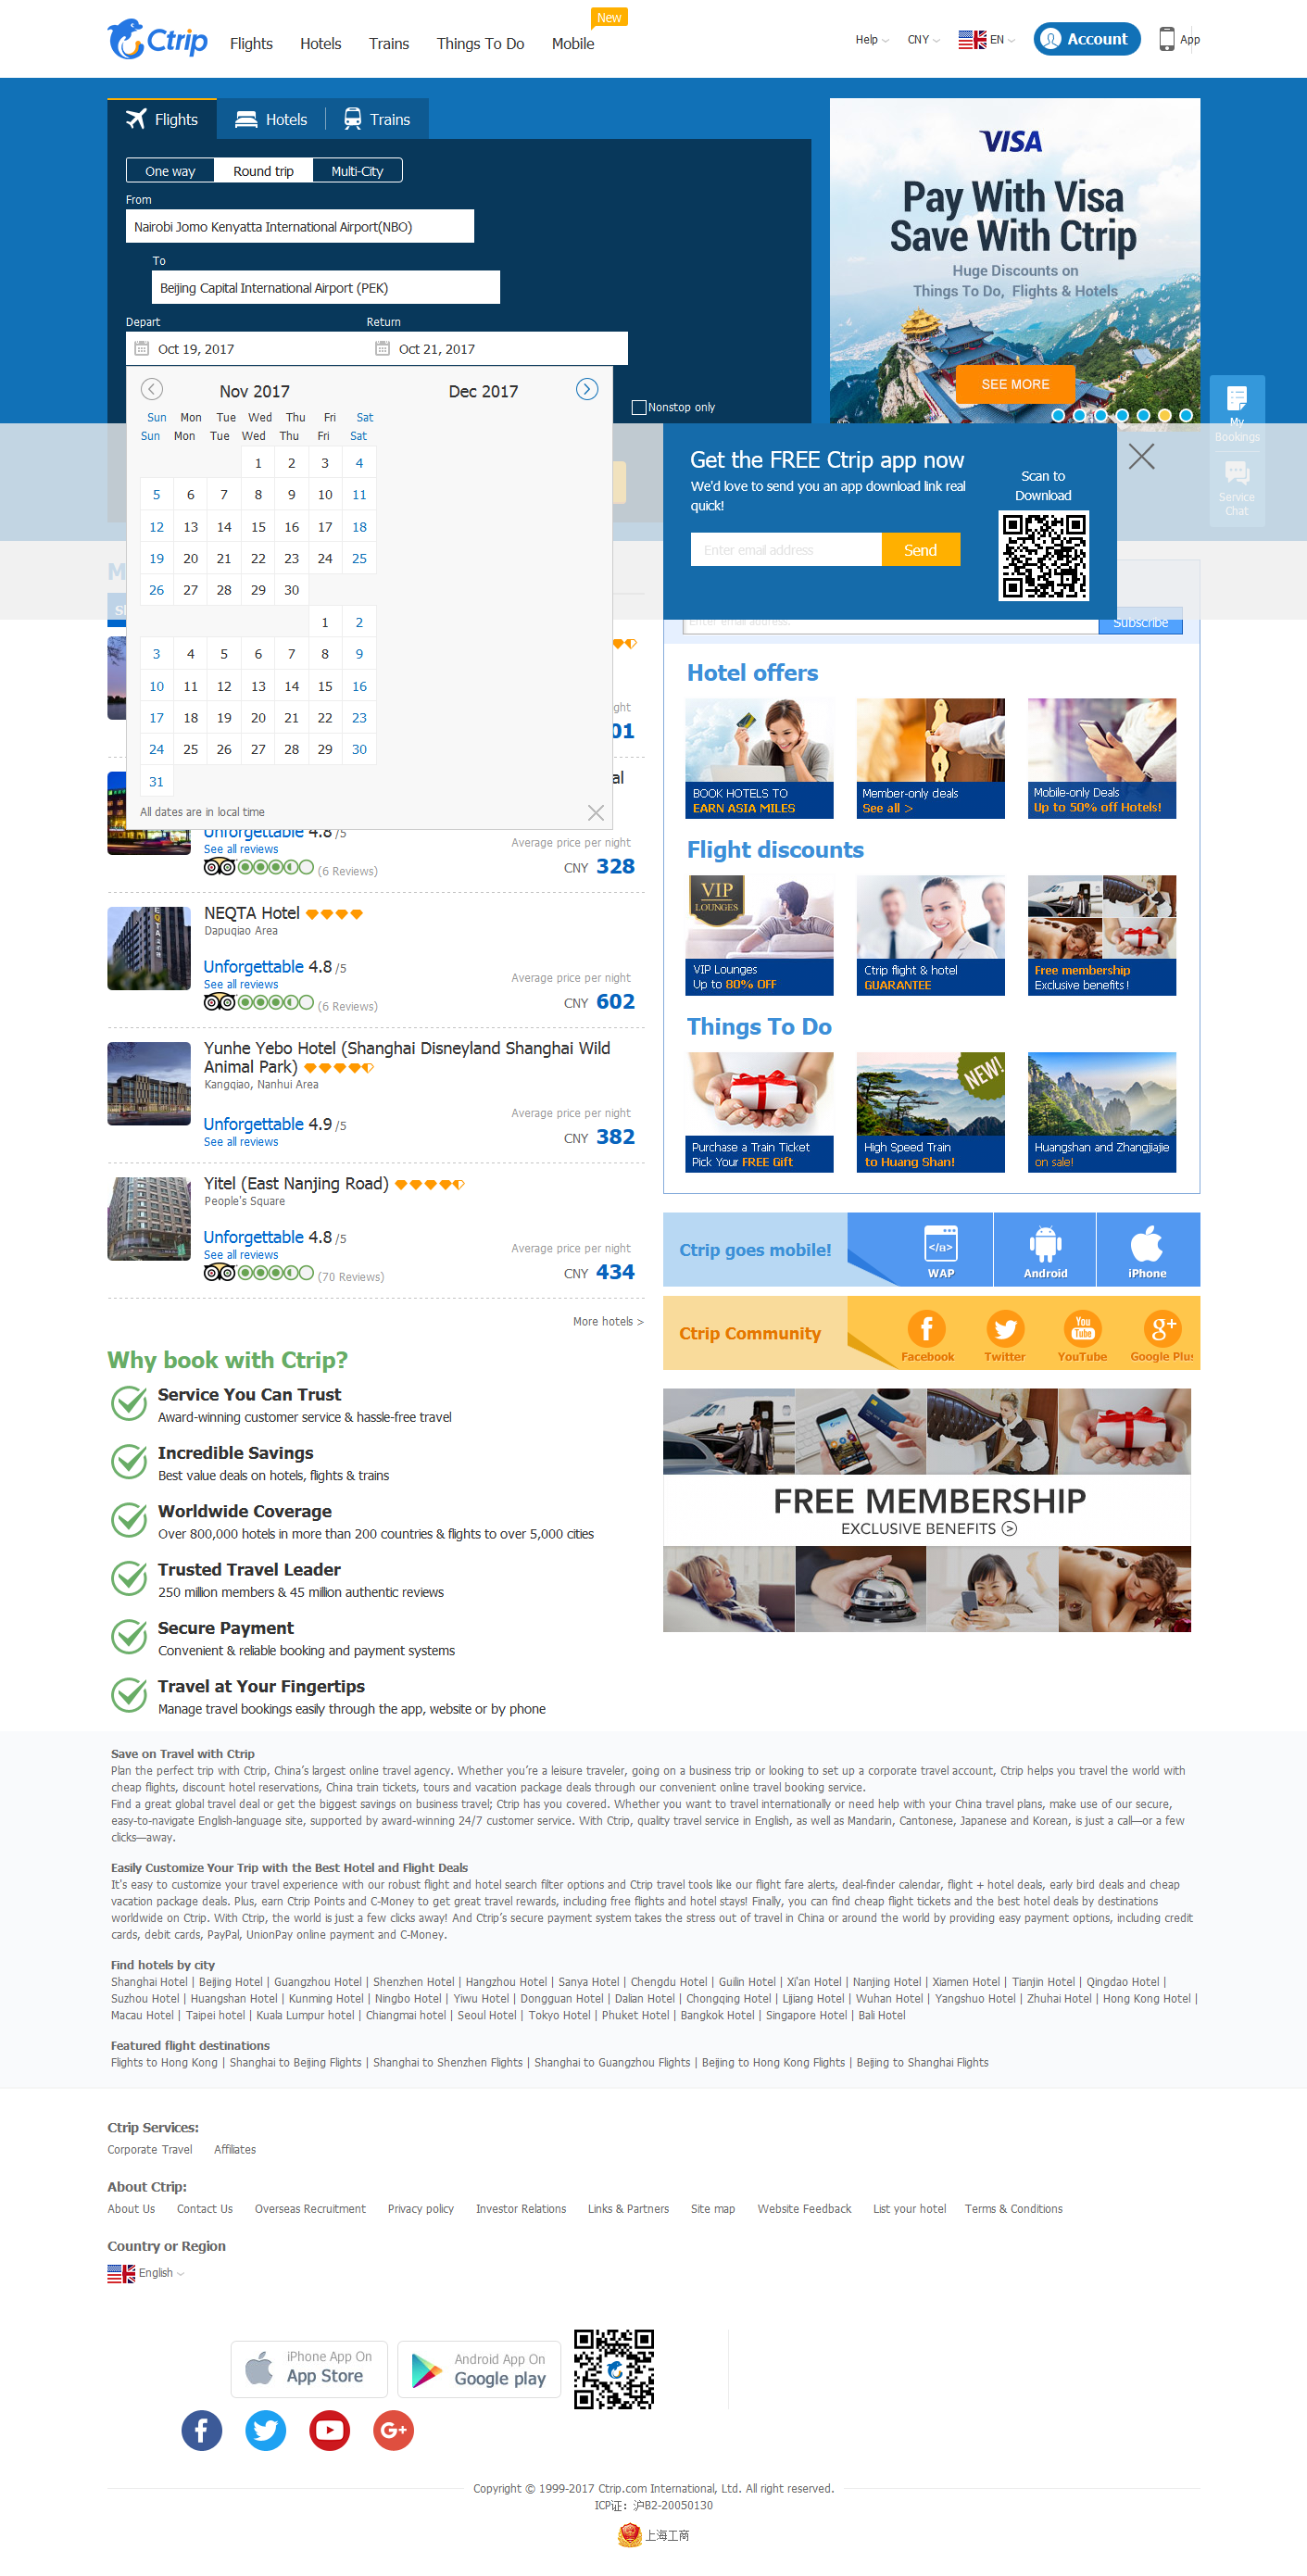 Ctrip
Flights
Hotels
Trains
Things To Do
Mobile
New
Help
CNY
EN
Account
App
Flights
Hotels
Trains
One way
Round trip
Multi-City
From
Nairobi Jomo Kenyatta International Airport(NBO)
To
Beijing Capital International Airport (PEK)
Depart
Return
Oct 19, 2017
Oct 21, 2017
Nonstop only
VISA
Pay With Visa
Save With Ctrip
Huge Discounts on
Things To Do, Flights & Hotels
SEE MORE
My
Bookings
Service
Chat
Nov 2017
Dec 2017
Sun Mon Tue Wed Thu Fri Sat
Sun Mon Tue Wed Thu Fri Sat
1 2 3 4
5 6 7 8 9 10 11
12 13 14 15 16 17 18
19 20 21 22 23 24 25
26 27 28 29 30
1 2
3 4 5 6 7 8 9
10 11 12 13 14 15 16
17 18 19 20 21 22 23
24 25 26 27 28 29 30
31
All dates are in local time
Get the FREE Ctrip app now
We'd love to send you an app download link real
quick!
Enter email address
Send
Scan to
Download
Enter email address.
Subscribe
Unforgettable 4.8 /5
See all reviews
(6 Reviews)
Average price per night
CNY 328
NEQTA Hotel
Dapuqiao Area
Unforgettable 4.8 /5
See all reviews
(6 Reviews)
Average price per night
CNY 602
Yunhe Yebo Hotel (Shanghai Disneyland Shanghai Wild
Animal Park)
Kangqiao, Nanhui Area
Unforgettable 4.9 /5
See all reviews
Average price per night
CNY 382
Yitel (East Nanjing Road)
People's Square
Unforgettable 4.8 /5
See all reviews
(70 Reviews)
Average price per night
CNY 434
More hotels >
Hotel offers
BOOK HOTELS TO
EARN ASIA MILES
Member-only deals
See all >
Mobile-only Deals
Up to 50% off Hotels!
Flight discounts
VIP
LOUNGES
VIP Lounges
Up to 80% OFF
Ctrip flight & hotel
GUARANTEE
Free membership
Exclusive benefits!
Things To Do
Purchase a Train Ticket
Pick Your FREE Gift
NEW!
High Speed Train
to Huang Shan!
Huangshan and Zhangjiajie
on sale!
Ctrip goes mobile!
</a>
WAP
Android
iPhone
Ctrip Community
You
Tube
Facebook
Twitter
YouTube
Google Plus
FREE MEMBERSHIP
EXCLUSIVE BENEFITS
Why book with Ctrip?
Service You Can Trust
Award-winning customer service & hassle-free travel
Incredible Savings
Best value deals on hotels, flights & trains
Worldwide Coverage
Over 800,000 hotels in more than 200 countries & flights to over 5,000 cities
Trusted Travel Leader
250 million members & 45 million authentic reviews
Secure Payment
Convenient & reliable booking and payment systems
Travel at Your Fingertips
Manage travel bookings easily through the app, website or by phone
Save on Travel with Ctrip
Plan the perfect trip with Ctrip, China's largest online travel agency. Whether you're a leisure traveler, going on a business trip or looking to set up a corporate travel account, Ctrip helps you travel the world with
cheap flights, discount hotel reservations, China train tickets, tours and vacation package deals through our convenient online travel booking service.
Find a great global travel deal or get the biggest savings on business travel; Ctrip has you covered. Whether you want to travel internationally or need help with your China travel plans, make use of our secure,
easy-to-navigate English-language site, supported by award-winning 24/7 customer service. With Ctrip, quality travel service in English, as well as Mandarin, Cantonese, Japanese and Korean, is just a call—or a few
clicks—away.
Easily Customize Your Trip with the Best Hotel and Flight Deals
It's easy to customize your travel experience with our robust flight and hotel search filter options and Ctrip travel tools like our flight fare alerts, deal-finder calendar, flight + hotel deals, early bird deals and cheap
vacation package deals. Plus, earn Ctrip Points and C-Money to get great travel rewards, including free flights and hotel stays! Finally, you can find cheap flight tickets and the best hotel deals by destinations
worldwide on Ctrip. With Ctrip, the world is just a few clicks away! And Ctrip's secure payment system takes the stress out of travel in China or around the world by providing easy payment options, including credit
cards, debit cards, PayPal, UnionPay online payment and C-Money.
Find hotels by city
Shanghai Hotel | Beijing Hotel | Guangzhou Hotel | Shenzhen Hotel | Hangzhou Hotel | Sanya Hotel | Chengdu Hotel | Guilin Hotel | Xi'an Hotel | Nanjing Hotel | Xiamen Hotel | Tianjin Hotel | Qingdao Hotel |
Suzhou Hotel | Huangshan Hotel | Kunming Hotel | Ningbo Hotel | Yiwu Hotel | Dongguan Hotel | Dalian Hotel | Chongqing Hotel | Lijiang Hotel | Wuhan Hotel | Yangshuo Hotel | Zhuhai Hotel | Hong Kong Hotel |
Macau Hotel | Taipei hotel | Kuala Lumpur hotel | Chiangmai hotel | Seoul Hotel | Tokyo Hotel | Phuket Hotel | Bangkok Hotel | Singapore Hotel | Bali Hotel
Featured flight destinations
Flights to Hong Kong | Shanghai to Beijing Flights | Shanghai to Shenzhen Flights | Shanghai to Guangzhou Flights | Beijing to Hong Kong Flights | Beijing to Shanghai Flights
Ctrip Services:
Corporate Travel
Affiliates
About Ctrip:
About Us
Contact Us
Overseas Recruitment
Privacy policy
Investor Relations
Links & Partners
Site map
Website Feedback
List your hotel
Terms & Conditions
Country or Region
English
iPhone App On
App Store
Android App On
Google play
Copyright © 1999-2017 Ctrip.com International, Ltd. All right reserved.
ICP证：沪B2-20050130
上海工商